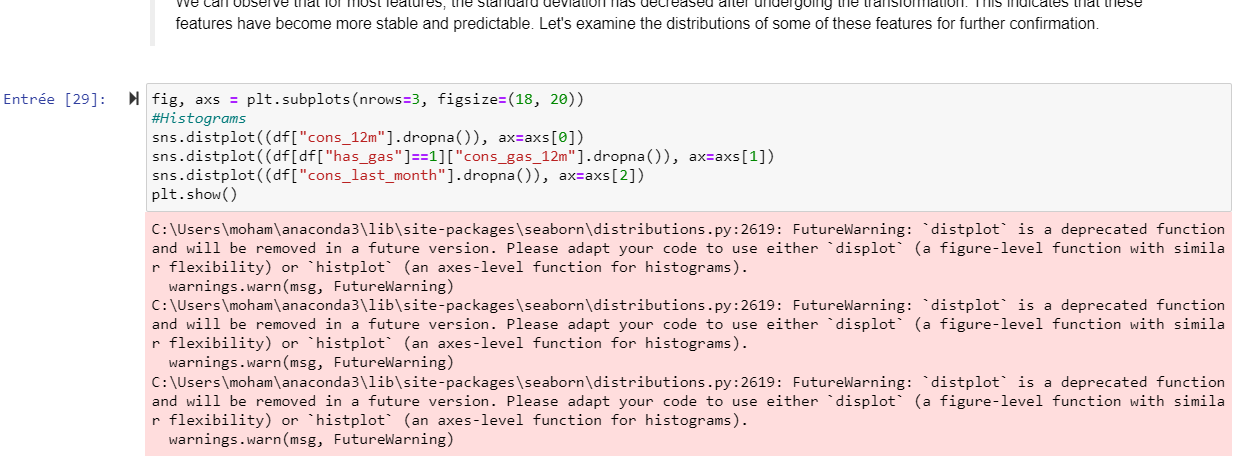 We can observe that for most features, the standard deviation has decreased after undergoing the transformation. This indicates that these
features have become more stable and predictable. Let's examine the distributions of some of these features for further confirmation.
Entrée [29]:
fig, axs = plt.subplots(nrows=3, figsize=(18, 20))
#Histograms
sns.distplot((df["cons_12m"].dropna()), ax=axs[0])
sns.distplot((df[df["has_gas"]==1]["cons_gas_12m"].dropna()), ax=axs[1])
sns.distplot((df["cons_last_month"].dropna()), ax=axs[2])
plt.show()
C:\Users\moham\anaconda3\lib\site-packages\seaborn\distributions.py:2619: FutureWarning: `distplot` is a deprecated function
and will be removed in a future version. Please adapt your code to use either `displot` (a figure-level function with simila
r flexibility) or `histplot` (an axes-level function for histograms).
  warnings.warn(msg, FutureWarning)
C:\Users\moham\anaconda3\lib\site-packages\seaborn\distributions.py:2619: FutureWarning: `distplot` is a deprecated function
and will be removed in a future version. Please adapt your code to use either `displot` (a figure-level function with simila
r flexibility) or `histplot` (an axes-level function for histograms).
  warnings.warn(msg, FutureWarning)
C:\Users\moham\anaconda3\lib\site-packages\seaborn\distributions.py:2619: FutureWarning: `distplot` is a deprecated function
and will be removed in a future version. Please adapt your code to use either `displot` (a figure-level function with simila
r flexibility) or `histplot` (an axes-level function for histograms).
  warnings.warn(msg, FutureWarning)